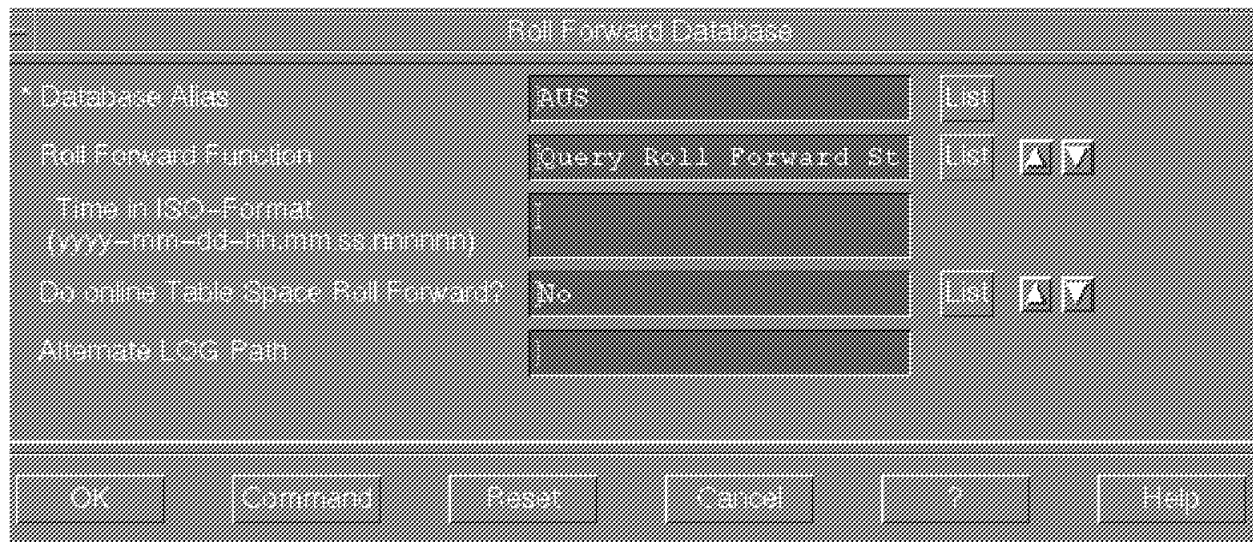 Roll Forward Database
* Database Alias AUS List
Roll Forward Function Query Roll Forward St List
Time in ISO-Format
(yyyy-mm-dd-hh.mm.ss.nnnnnn)
Do online Table Space Roll Forward? No List
Alternate LOG Path
OK Command Reset Cancel ? Help